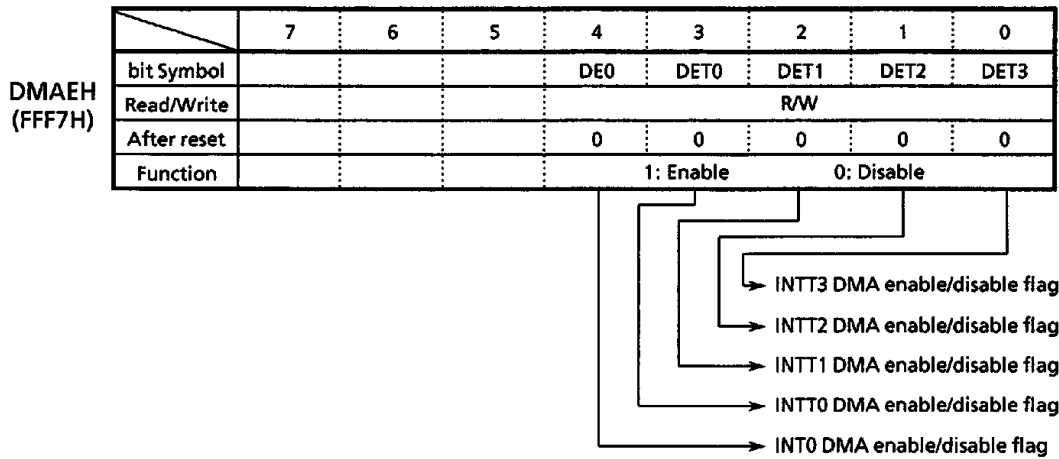 7 6 5 4 3 2 1 0
bit Symbol DE0 DET0 DET1 DET2 DET3
DMAEH
(FFF7H)
Read/Write R/W
After reset 0 0 0 0 0
Function 1: Enable 0: Disable
INTT3 DMA enable/disable flag
INTT2 DMA enable/disable flag
INTT1 DMA enable/disable flag
INTT0 DMA enable/disable flag
INT0 DMA enable/disable flag